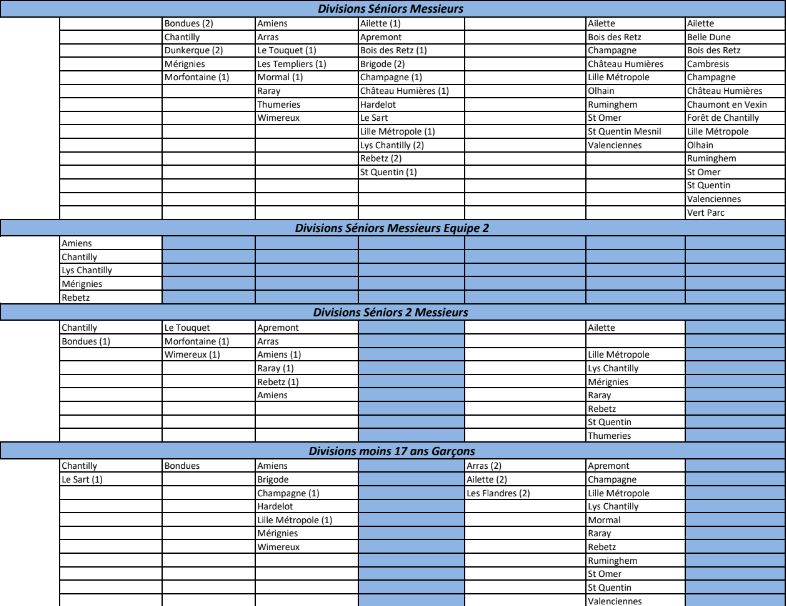 Divisions Séniors Messieurs
Bondues (2) Amiens Ailette (1) Ailette Ailette
Chantilly Arras Apremont Bois des Retz Belle Dune
Dunkerque (2) Le Touquet (1) Bois des Retz (1) Champagne Bois des Retz
Mérignies Les Templiers (1) Brigode (2) Château Humières Cambresis
Morfontaine (1) Mormal (1) Champagne (1) Lille Métropole Champagne
Raray Château Humières (1) Olhain Château Humières
Thumeries Hardelot Ruminghem Chaumont en Vexin
Wimereux Le Sart St Omer Forêt de Chantilly
Lille Métropole (1) St Quentin Mesnil Lille Métropole
Lys Chantilly (2) Valenciennes Olhain
Rebetz (2) Ruminghem
St Quentin (1) St Omer
St Quentin
Valenciennes
Vert Parc
Divisions Séniors Messieurs Equipe 2
Amiens
Chantilly
Lys Chantilly
Mérignies
Rebetz
Divisions Séniors 2 Messieurs
Chantilly Le Touquet Apremont Ailette
Bondues (1) Morfontaine (1) Arras
Wimereux (1) Amiens (1) Lille Métropole
Raray (1) Lys Chantilly
Rebetz (1) Mérignies
Amiens Raray
Rebetz
St Quentin
Thumeries
Divisions moins 17 ans Garçons
Chantilly Bondues Amiens Arras (2) Apremont
Le Sart (1) Brigode Ailette (2) Champagne
Champagne (1) Les Flandres (2) Lille Métropole
Hardelot Lys Chantilly
Lille Métropole (1) Mormal
Mérignies Raray
Wimereux Rebetz
Ruminghem
St Omer
St Quentin
Valenciennes